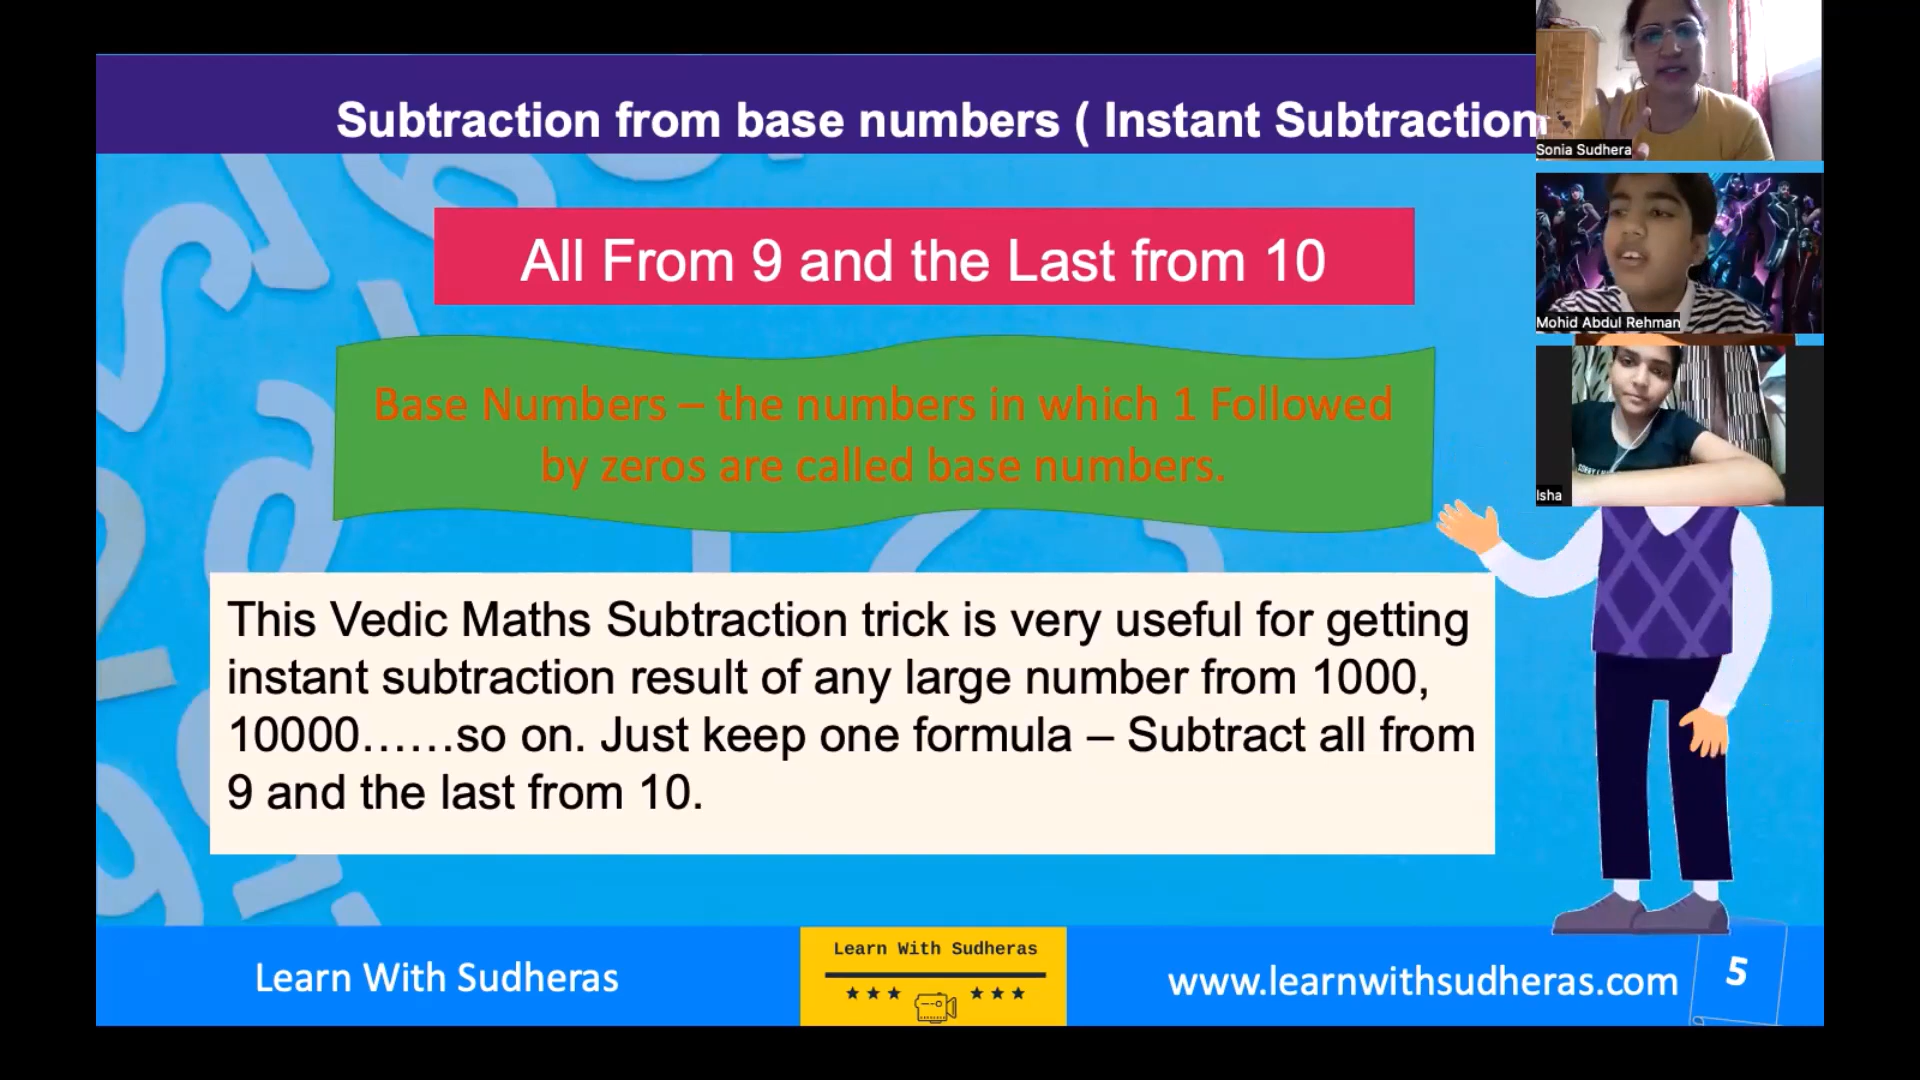 Subtraction from base numbers ( Instant Subtraction
Sonia Sudhera
All From 9 and the Last from 10
Mohid Abdul Rehman
Base Numbers – the numbers in which 1 Followed
by zeros are called base numbers.
Isha
This Vedic Maths Subtraction trick is very useful for getting
instant subtraction result of any large number from 1000,
10000……so on. Just keep one formula – Subtract all from
9 and the last from 10.
Learn With Sudheras
Learn With Sudheras
www.learnwithsudheras.com
5